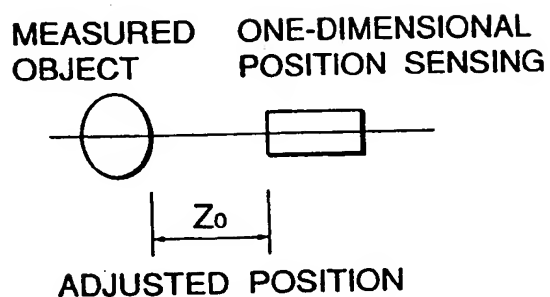 MEASURED OBJECT
ONE-DIMENSIONAL POSITION SENSING
Z0
ADJUSTED POSITION